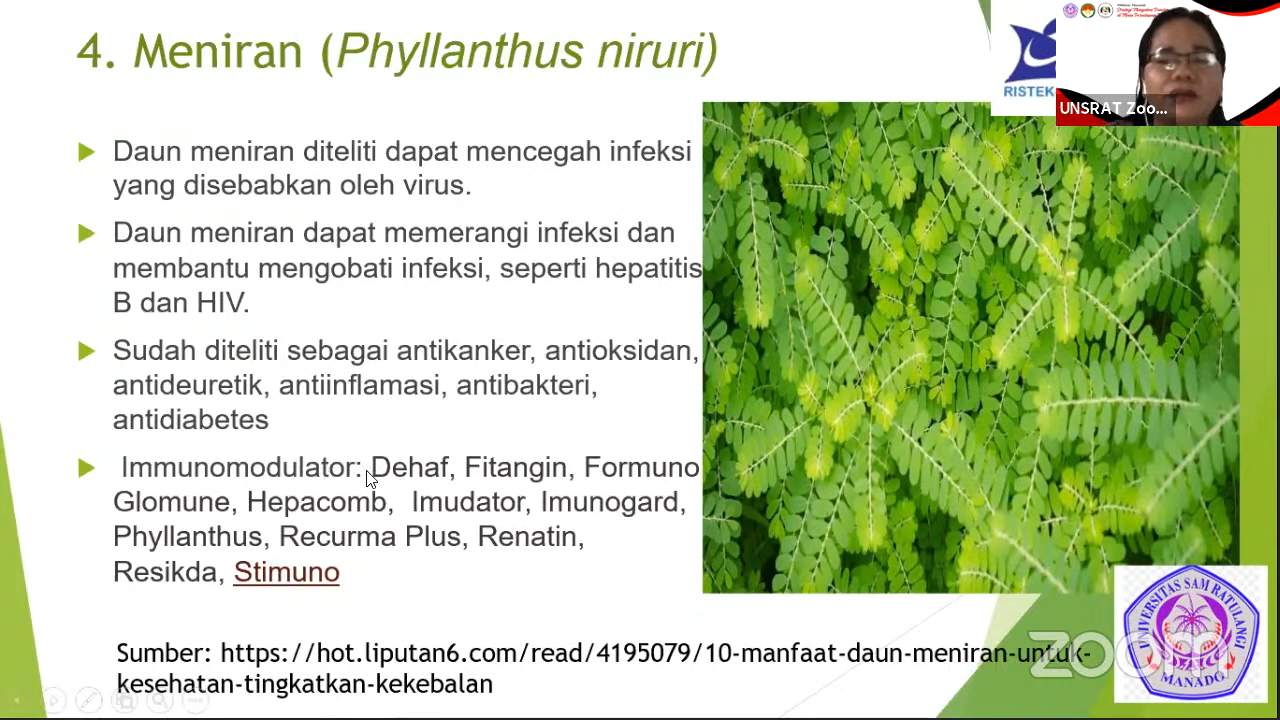 4. Meniran (Phyllanthus niruri)
RISTEK
UNSRAT Zoo...
Daun meniran diteliti dapat mencegah infeksi
yang disebabkan oleh virus.
Daun meniran dapat memerangi infeksi dan
membantu mengobati infeksi, seperti hepatitis
B dan HIV.
Sudah diteliti sebagai antikanker, antioksidan,
antideuretik, antiinflamasi, antibakteri,
antidiabetes
Immunomodulator: Dehaf, Fitangin, Formuno
Glomune, Hepacomb, Imudator, Imunogard,
Phyllanthus, Recurma Plus, Renatin,
Resikda, Stimuno
Sumber: https://hot.liputan6.com/read/4195079/10-manfaat-daun-meniran-untuk-
kesehatan-tingkatkan-kekebalan
zoom
UNIVERSITAS SAM RATULANGI
MANADO